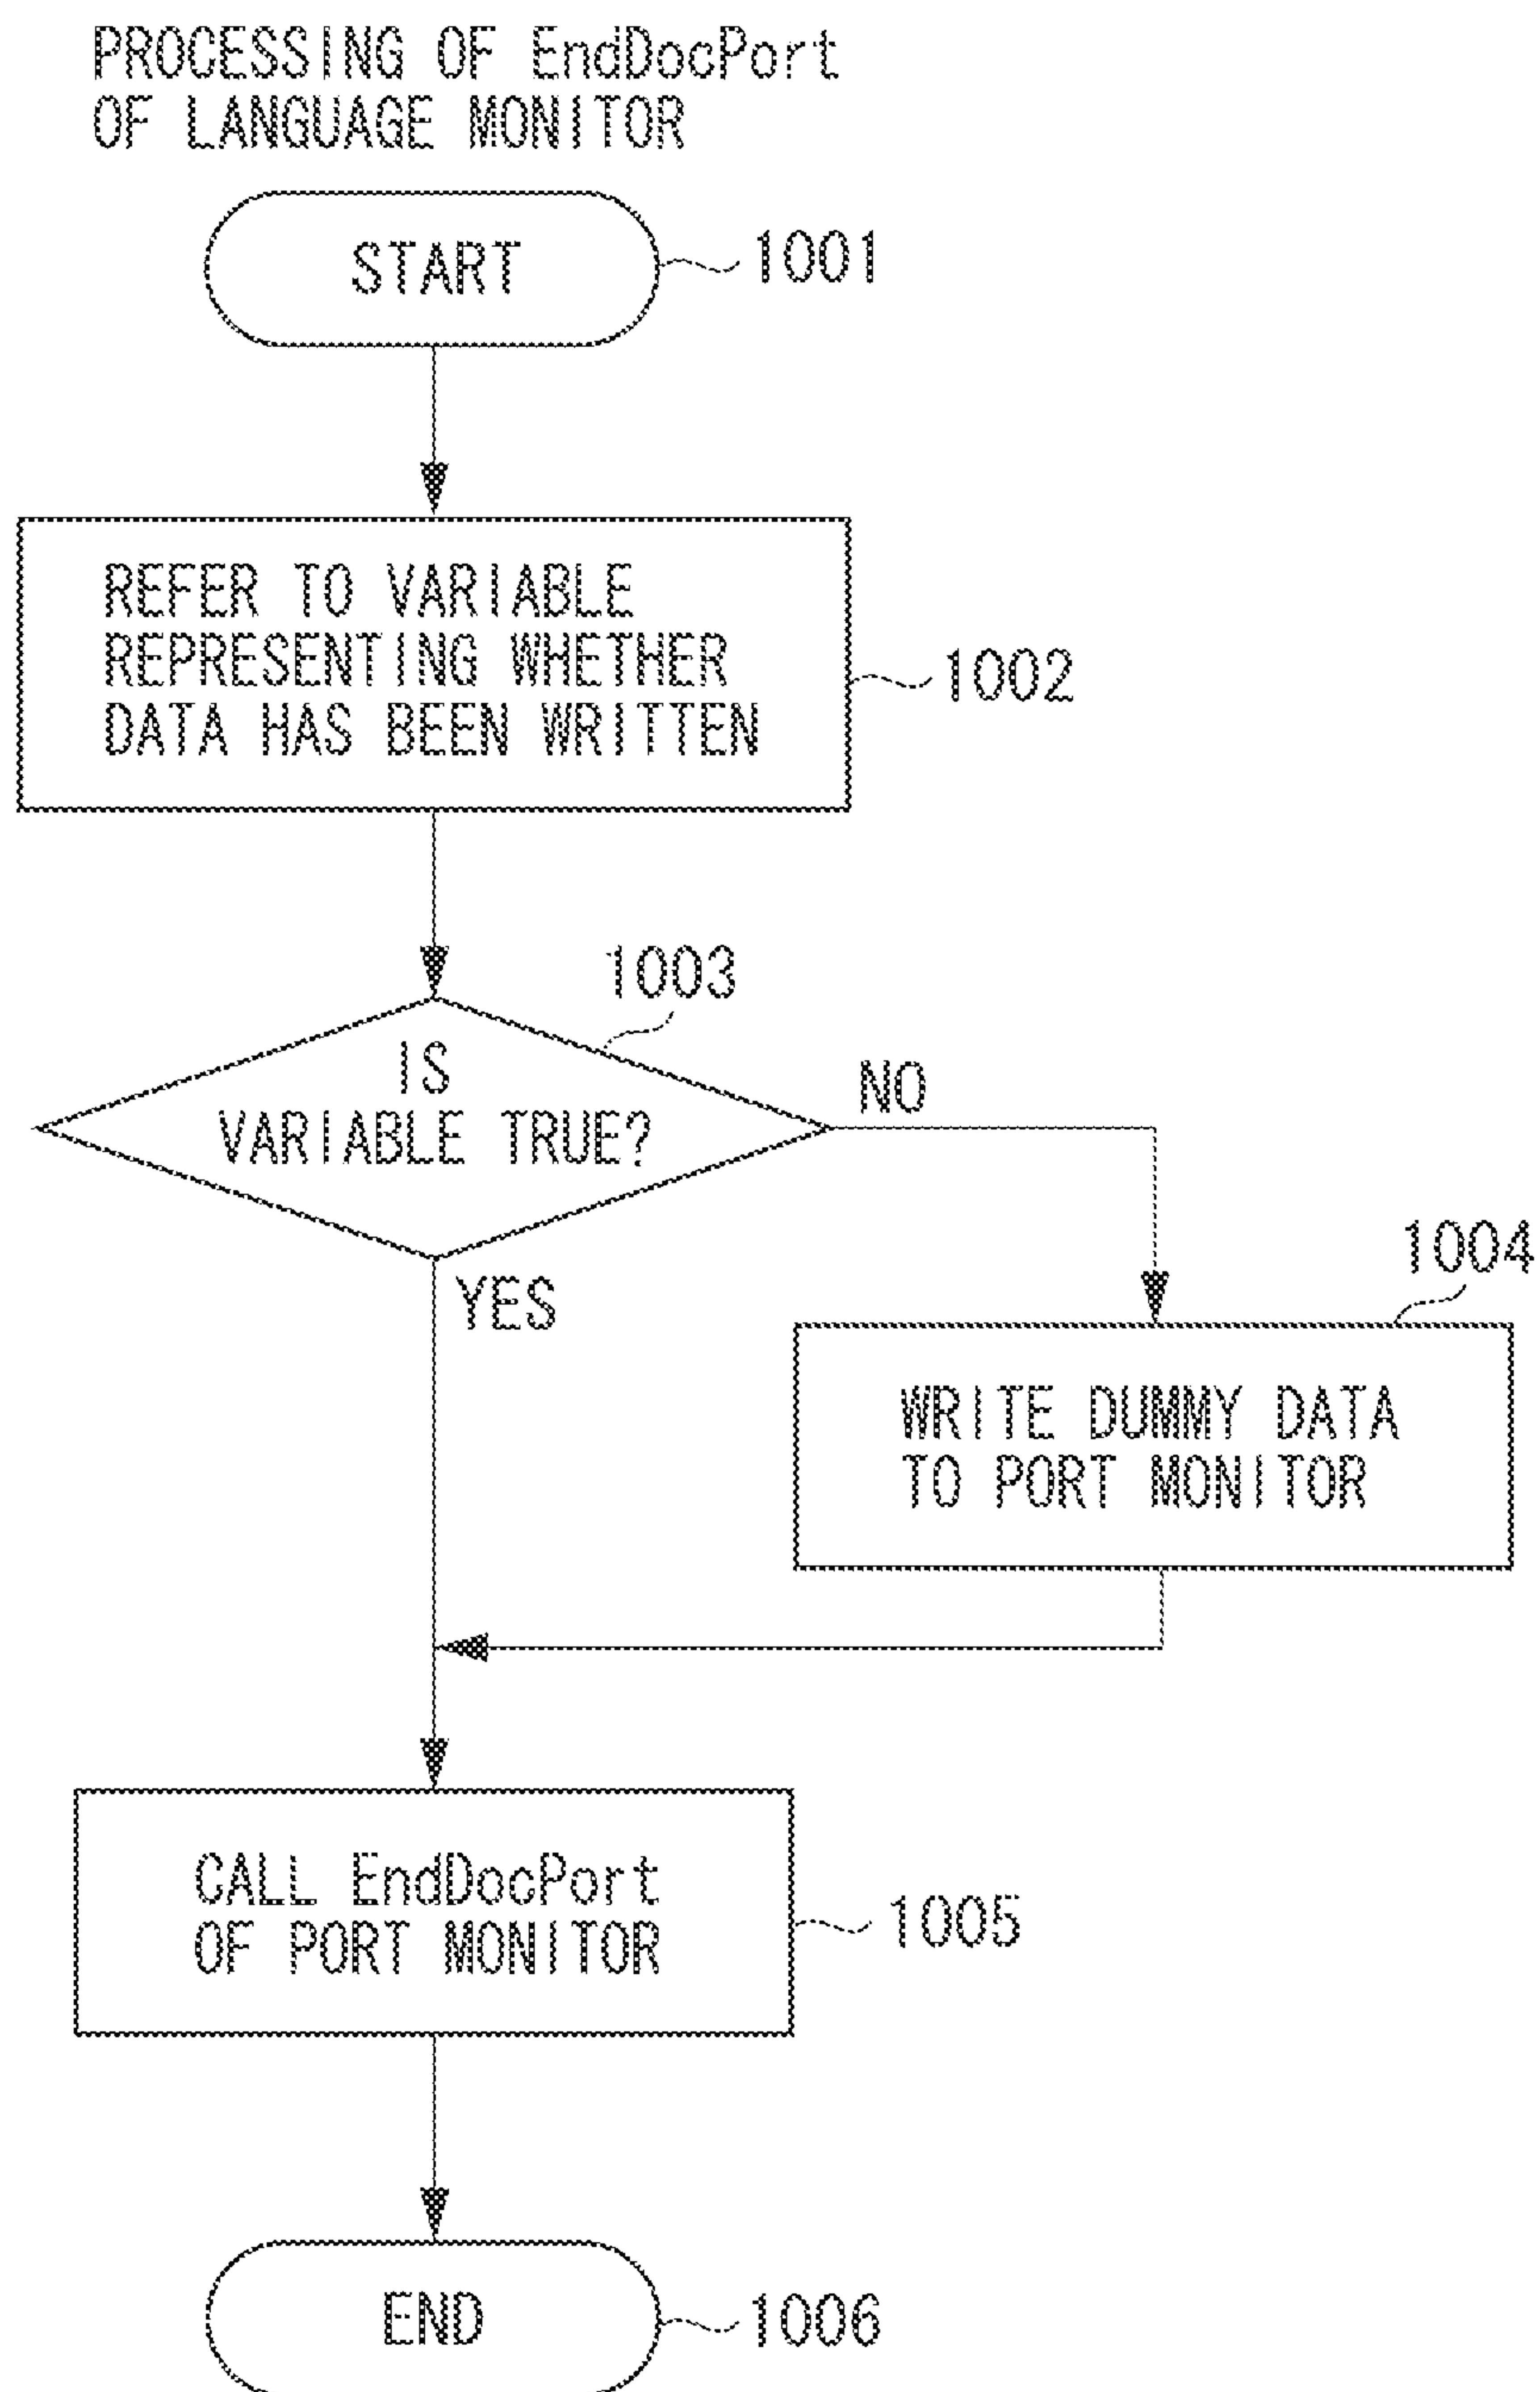 PROCESSING OF EndDocPort
OF LANGUAGE MONITOR
START
1001
REFER TO VARIABLE
REPRESENTING WHETHER
DATA HAS BEEN WRITTEN
1002
1003
IS
VARIABLE TRUE?
NO
YES
1004
WRITE DUMMY DATA
TO PORT MONITOR
CALL EndDocPort
OF PORT MONITOR
1005
END
1006